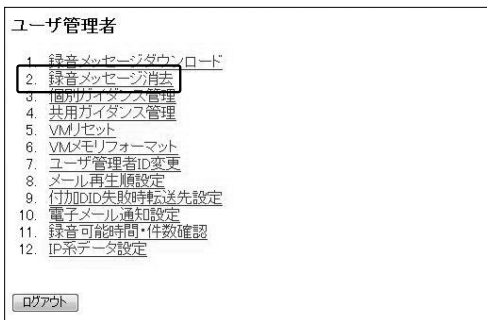 ユーザ管理者
1. 録音メッセージダウンロード
2. 録音メッセージ消去
3. 個別ガイダンス管理
4. 共用ガイダンス管理
5. VMリセット
6. VMメモリフォーマット
7. ユーザ管理者ID変更
8. メール再生順設定
9. 付加DID失敗時転送先設定
10. 電子メール通知設定
11. 録音可能時間・件数確認
12. IP系データ設定
ログアウト